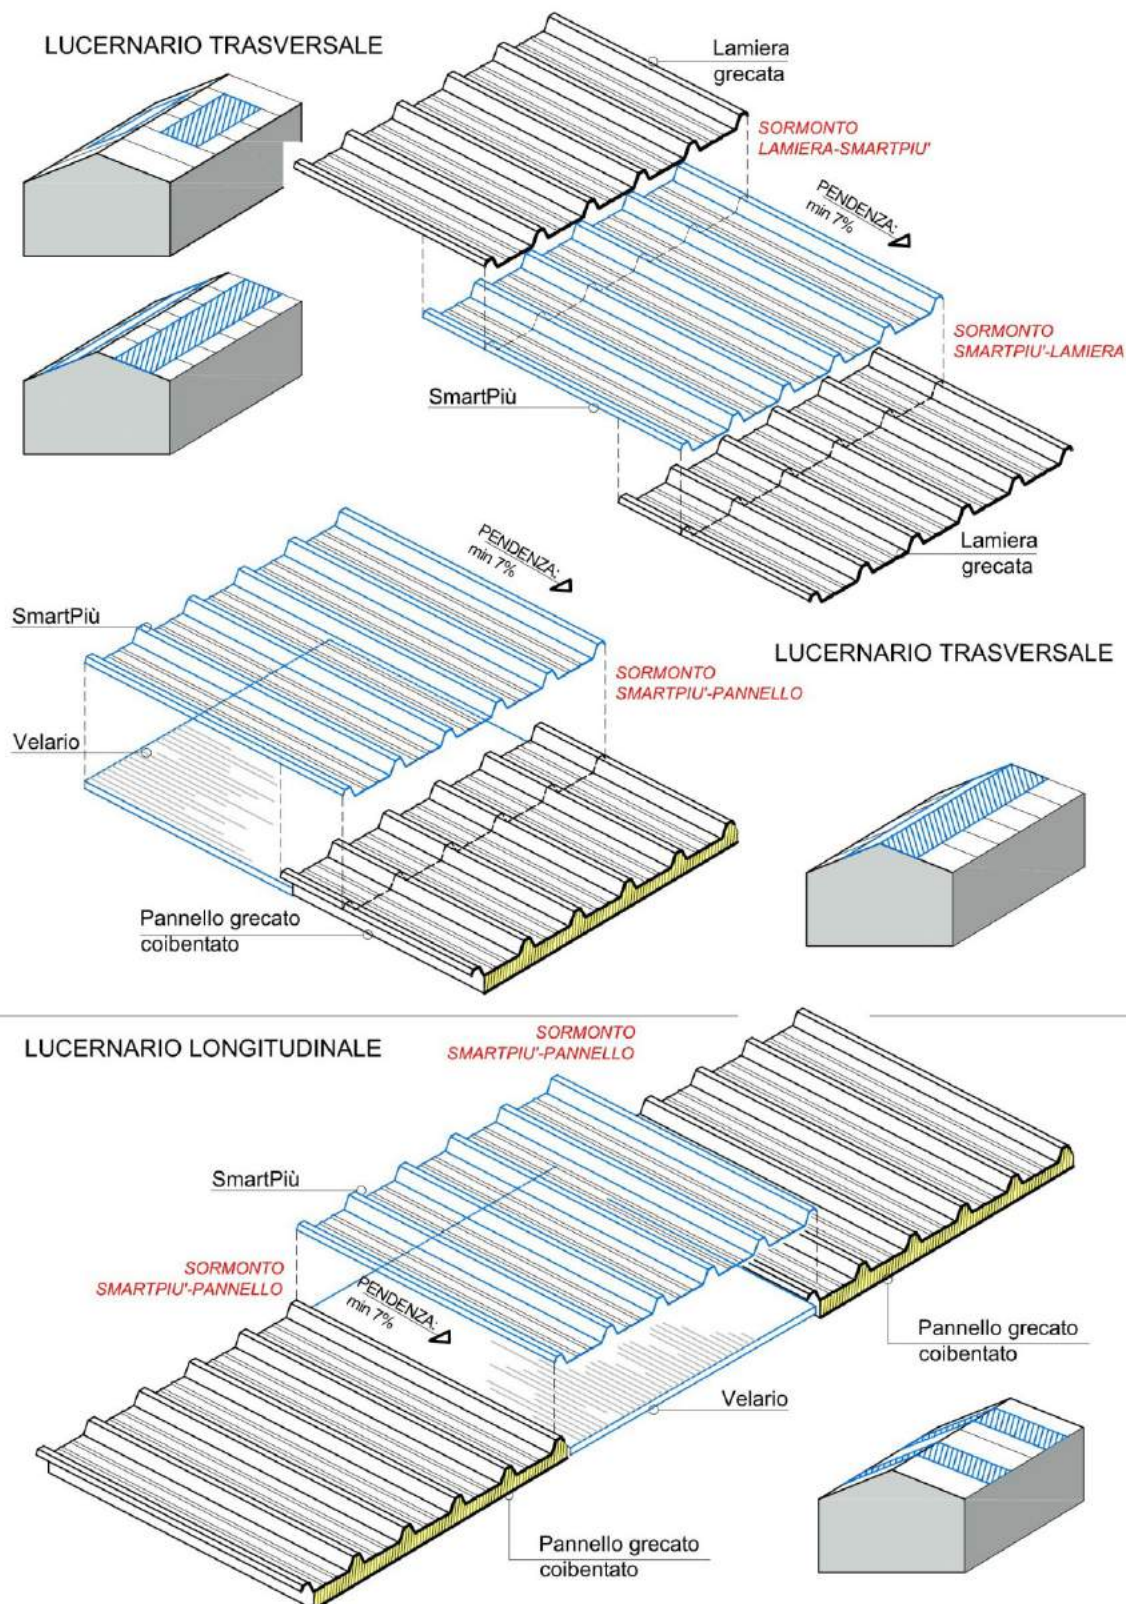 LUCERNARIO TRASVERSALE
Lamiera
grecata
SORMONTO
LAMIERA-SMARTPIU'
PENDENZA:
min 7%
SORMONTO
SMARTPIU'-LAMIERA
SmartPiù
Lamiera
grecata
PENDENZA:
min 7%
SmartPiù
LUCERNARIO TRASVERSALE
SORMONTO
SMARTPIU'-PANNELLO
Velario
Pannello grecato
coibentato
LUCERNARIO LONGITUDINALE
SORMONTO
SMARTPIU'-PANNELLO
SmartPiù
SORMONTO
SMARTPIU'-PANNELLO
PENDENZA:
min 7%
Pannello grecato
coibentato
Velario
Pannello grecato
coibentato